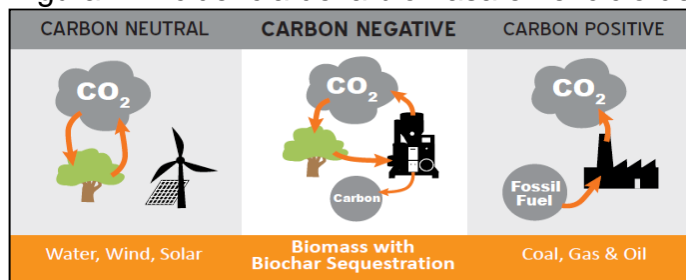 CARBON NEUTRAL
CO2
Water, Wind, Solar
CARBON NEGATIVE
CO2
Carbon
Biomass with
Biochar Sequestration
CARBON POSITIVE
CO2
Fossil
Fuel
Coal, Gas & Oil